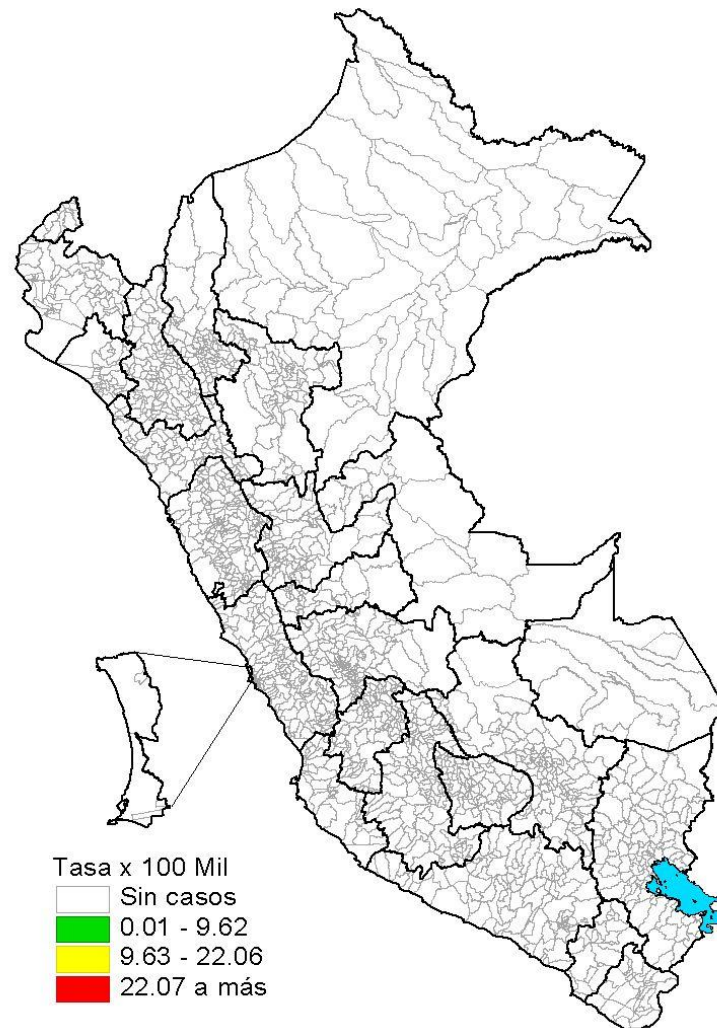 Tasa x 100 Mil
Sin casos
0.01 - 9.62
9.63 - 22.06
22.07 a más